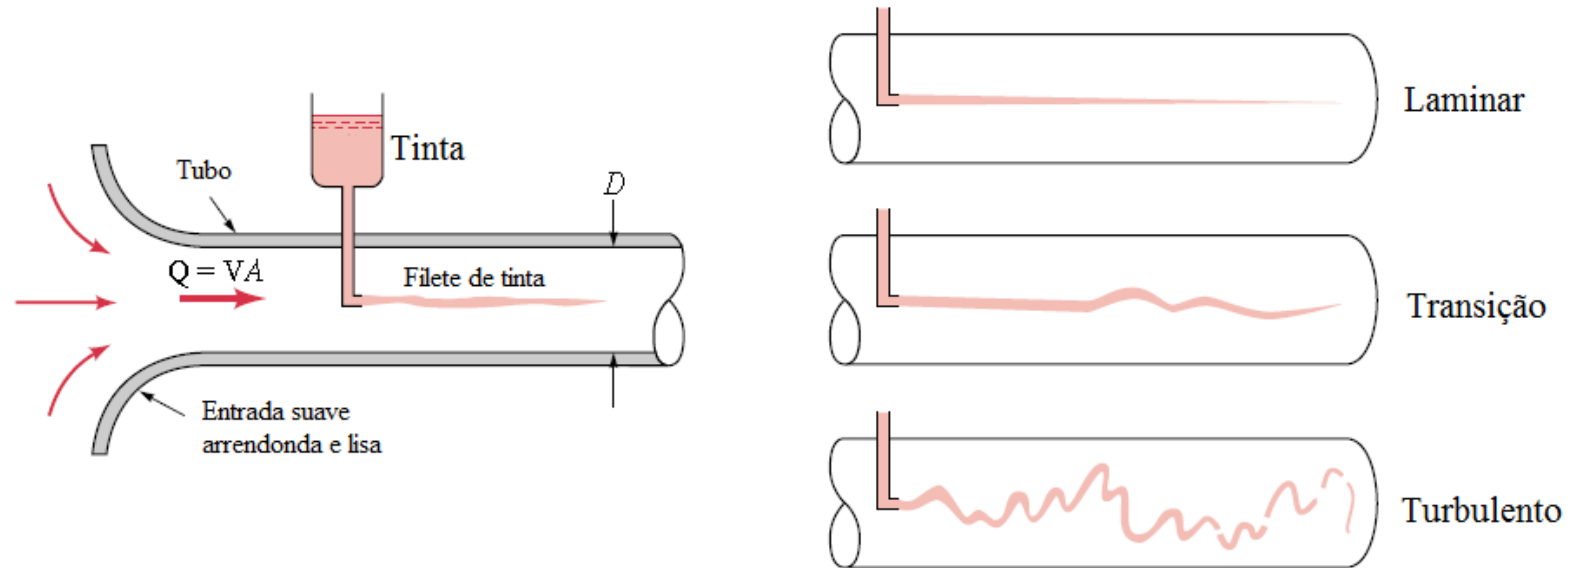 Tinta
Tubo
D
Q = VA
Filete de tinta
Entrada suave
arrendonda e lisa
Laminar
Transição
Turbulento